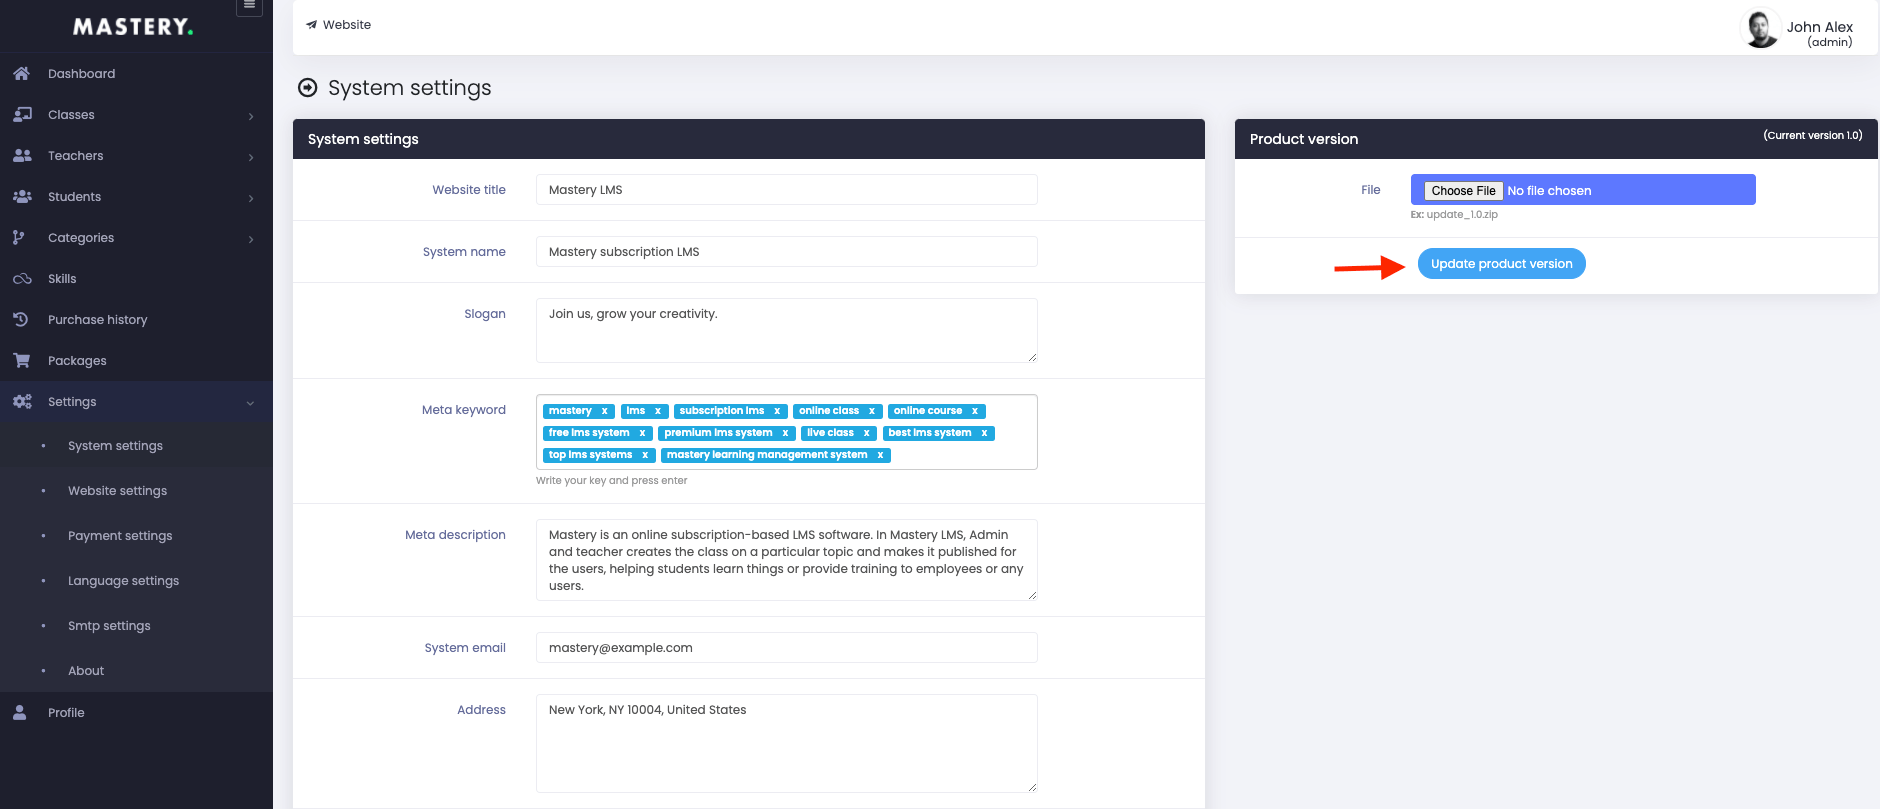 MASTERY.
Dashboard
Classes
Teachers
Students
Categories
Skills
Purchase history
Packages
Settings
System settings
Website settings
Payment settings
Language settings
Smtp settings
About
Profile
Website
John Alex
(admin)
System settings
System settings
Website title
Mastery LMS
System name
Mastery subscription LMS
Slogan
Join us, grow your creativity.
Meta keyword
mastery x lms x subscription lms x online class x online course x
free lms system x premium lms system x live class x best lms system x
top lms systems x mastery learning management system x
Write your key and press enter
Meta description
Mastery is an online subscription-based LMS software. In Mastery LMS, Admin
and teacher creates the class on a particular topic and makes it published for
the users, helping students learn things or provide training to employees or any
users.
System email
mastery@example.com
Address
New York, NY 10004, United States
Product version
(Current version 1.0)
File
Choose File No file chosen
Ex: update_1.0.zip
Update product version